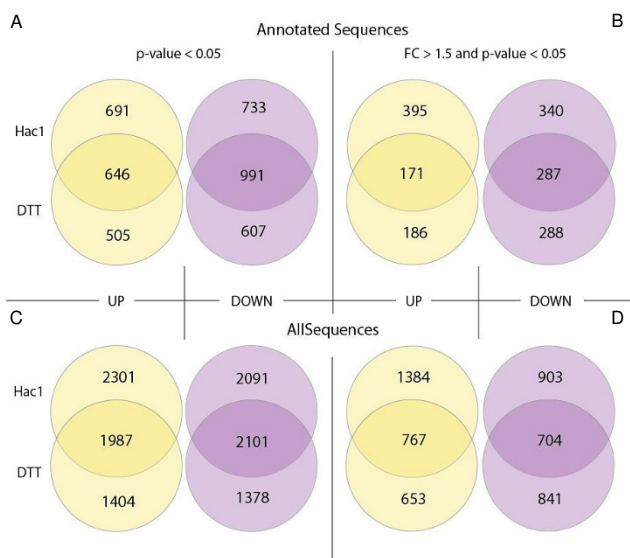 A
B
Annotated Sequences
p-value < 0.05
FC > 1.5 and p-value < 0.05
691
733
395
340
Hac1
646
991
171
287
DTT
505
607
186
288
UP
DOWN
UP
DOWN
C
D
AllSequences
2301
2091
1384
903
Hac1
1987
2101
767
704
DTT
1404
1378
653
841